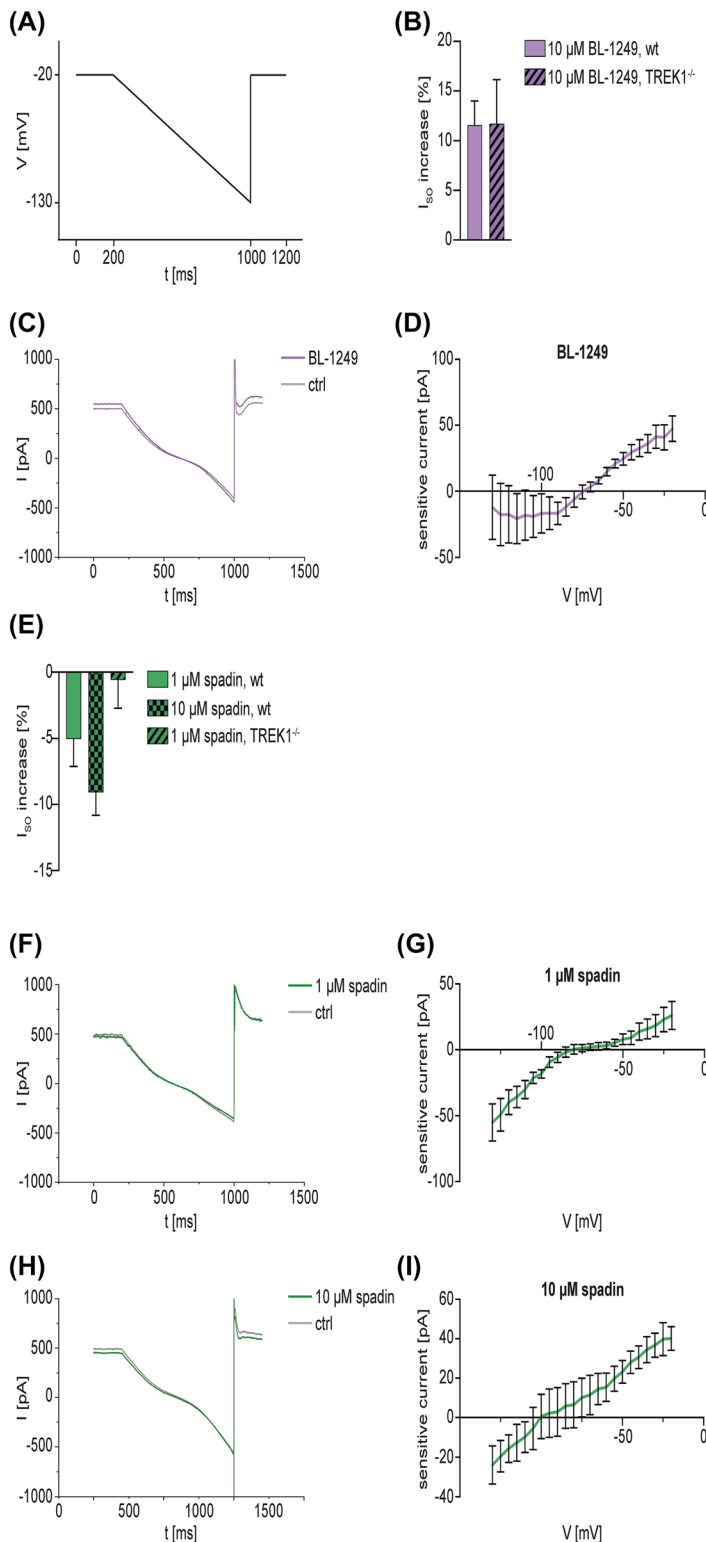 (A)
V [mV]
-20
-130
0 200 1000 1200
t [ms]
(B)
I_SO increase [%]
20
15
10
5
0
10 µM BL-1249, wt
10 µM BL-1249, TREK1-/-
(C)
I [pA]
1000
500
0
-500
-1000
0 500 1000 1500
t [ms]
BL-1249
ctrl
(D)
BL-1249
sensitive current [pA]
100
50
0
-50
-100 -50 0
V [mV]
(E)
I_SO increase [%]
0
-5
-10
-15
1 µM spadin, wt
10 µM spadin, wt
1 µM spadin, TREK1-/-
(F)
I [pA]
1000
500
0
-500
-1000
0 500 1000 1500
t [ms]
1 µM spadin
ctrl
(G)
1 µM spadin
sensitive current [pA]
50
0
-50
-100
-100 -50 0
V [mV]
(H)
I [pA]
1000
500
0
-500
-1000
0 500 1000 1500
t [ms]
10 µM spadin
ctrl
(I)
10 µM spadin
sensitive current [pA]
60
40
20
0
-20
-40
-50 0
V [mV]